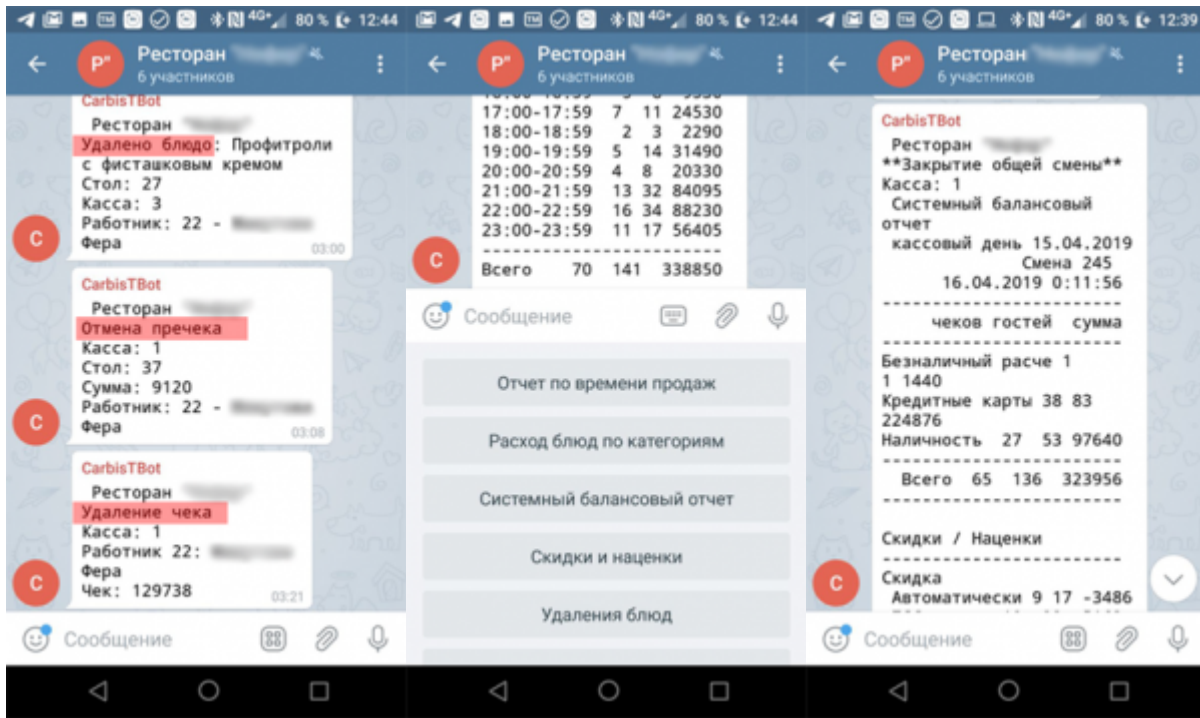 80 % 12:44
Ресторан
6 участников
CarbisTBot
Ресторан
Удалено блюдо: Профитроли
с фисташковым кремом
Стол: 27
Касса: 3
Работник: 22 -
Фера
03:00
CarbisTBot
Ресторан
Отмена пречека
Касса: 1
Стол: 37
Сумма: 9120
Работник: 22 -
Фера
03:08
CarbisTBot
Ресторан
Удаление чека
Касса: 1
Работник 22:
Фера
Чек: 129738
03:21
Сообщение
4G+ 80 % 12:44
Р"
Ресторан
6 участников
17:00-17:59 7 11 24530
18:00-18:59 2 3 2290
19:00-19:59 5 14 31490
20:00-20:59 4 8 20330
21:00-21:59 13 32 84095
22:00-22:59 16 34 88230
23:00-23:59 11 17 56405
------------------------
Всего 70 141 338850
С
Сообщение
Отчет по времени продаж
Расход блюд по категориям
Системный балансовый отчет
Скидки и наценки
Удаления блюд
4G+ 80 % 12:39
Р"
Ресторан
6 участников
CarbisTBot
Ресторан
**Закрытие общей смены**
Касса: 1
Системный балансовый
отчет
кассовый день 15.04.2019
Смена 245
16.04.2019 0:11:56
------------------------
чеков гостей сумма
------------------------
Безналичный расче 1
1 1440
Кредитные карты 38 83
224876
Наличность 27 53 97640
------------------------
Всего 65 136 323956
------------------------
Скидки / Наценки
------------------------
Скидка
Автоматически 9 17 -3486
С
Сообщение